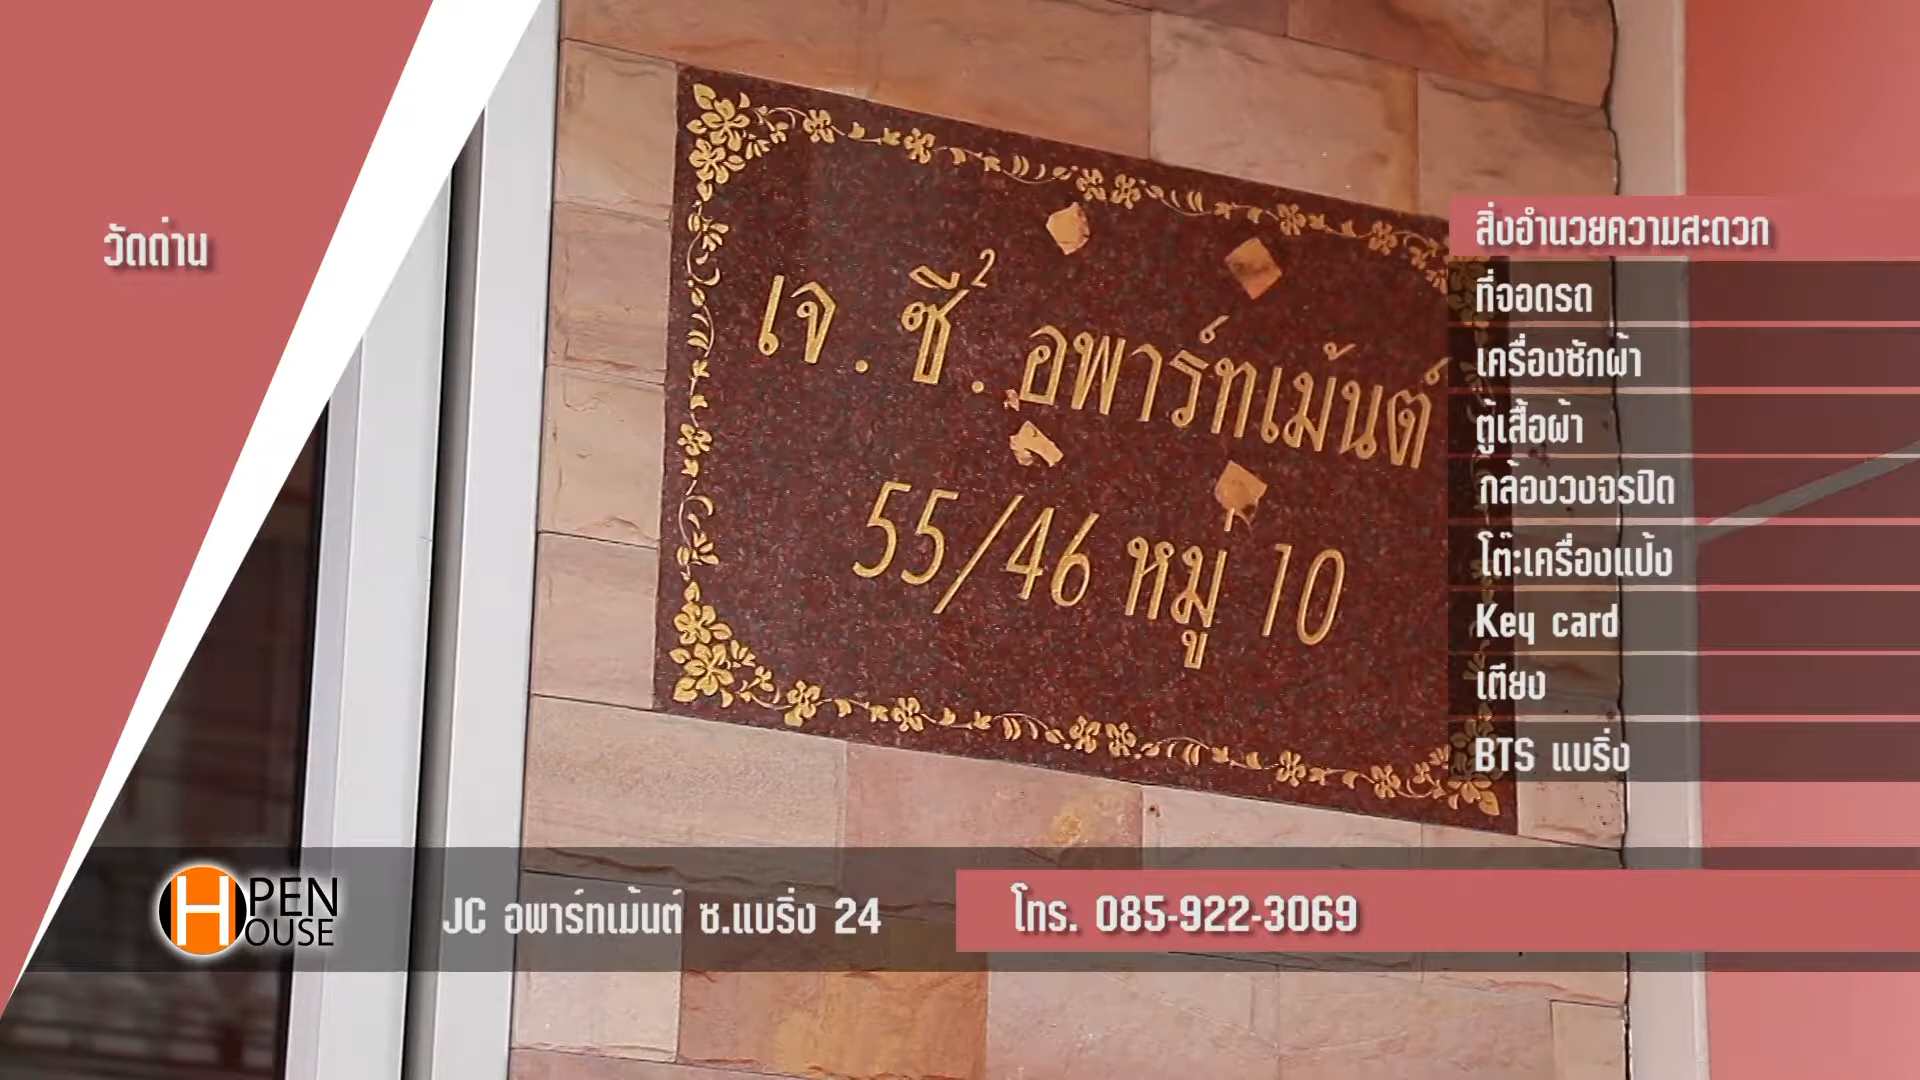 วัดด่าน
เจ . ซี² . อพาร์ทเม้นต์
55/46 หมู่ 10
สิ่งอำนวยความสะดวก
ที่จอดรถ
เครื่องซักผ้า
ตู้เสื้อผ้า
กล้องวงจรปิด
โต๊ะเครื่องแป้ง
Key card
เตียง
BTS แบริ่ง
OPEN
HOUSE
JC อพาร์ทเม้นต์ ซ.แบริ่ง 24
โทร. 085-922-3069